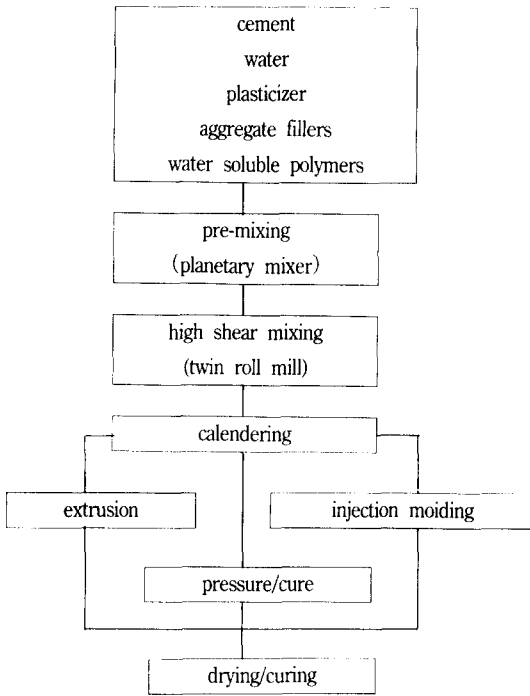 cement
water
plasticizer
aggregate fillers
water soluble polymers
pre-mixing
(planetary mixer)
high shear mixing
(twin roll mill)
calendering
extrusion
injection moiding
pressure/cure
drying/curing